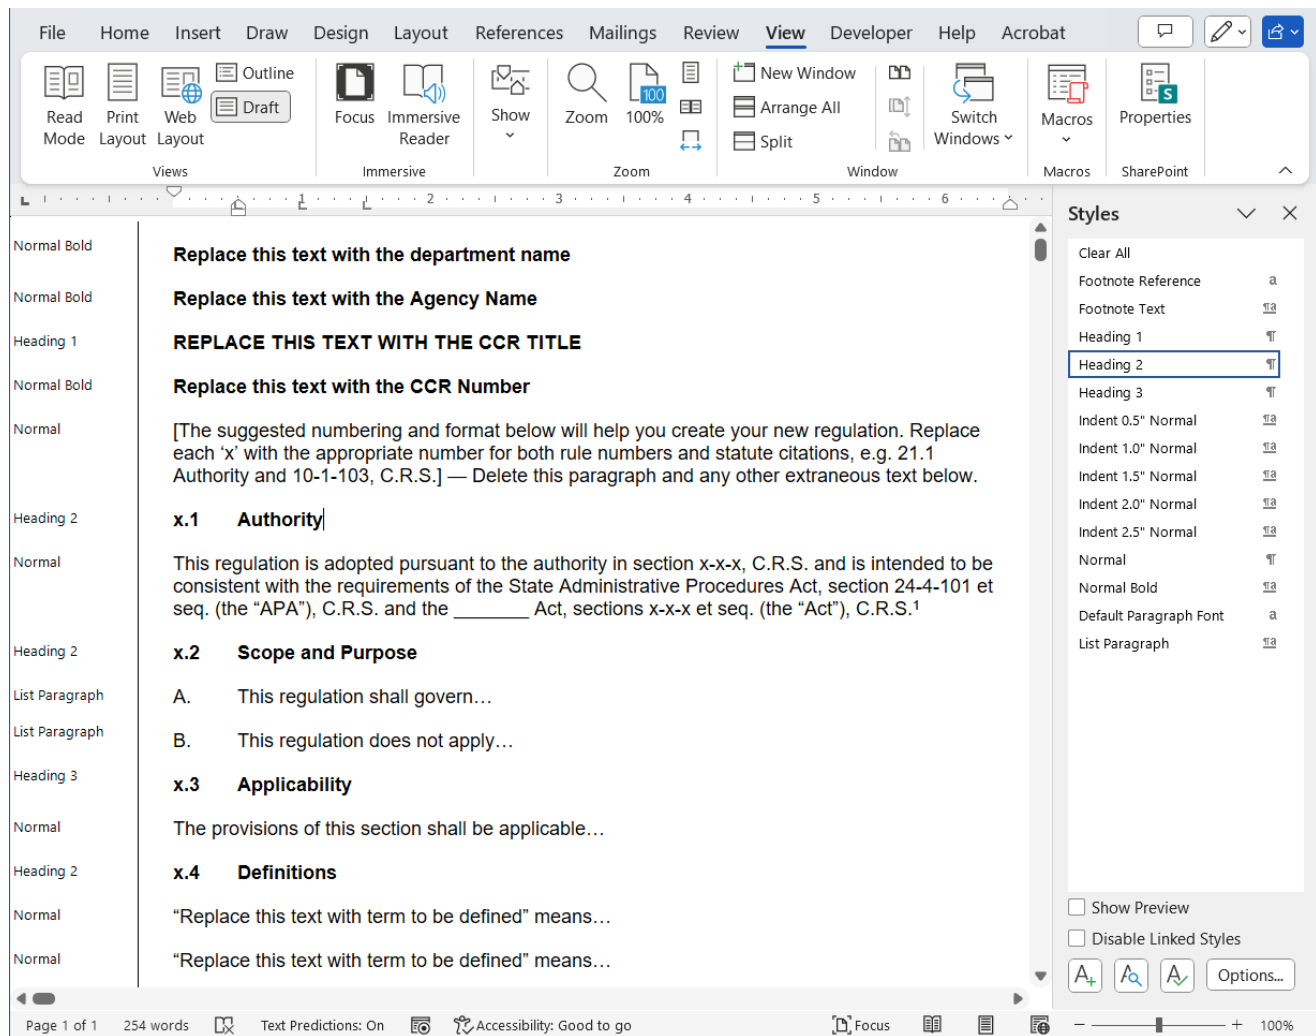 File Home Insert Draw Design Layout References Mailings Review View Developer Help Acrobat
Read Mode
Print Layout
Web Layout
Outline
Draft
Views
Focus
Immersive Reader
Immersive
Show
Zoom
100
100%
Zoom
New Window
Arrange All
Split
Switch Windows
Window
Macros
Macros
S
Properties
SharePoint
1 2 3 4 5 6
Normal Bold Replace this text with the department name
Normal Bold Replace this text with the Agency Name
Heading 1 REPLACE THIS TEXT WITH THE CCR TITLE
Normal Bold Replace this text with the CCR Number
Normal [The suggested numbering and format below will help you create your new regulation. Replace
each ‘x’ with the appropriate number for both rule numbers and statute citations, e.g. 21.1
Authority and 10-1-103, C.R.S.] — Delete this paragraph and any other extraneous text below.
Heading 2 x.1 Authority
Normal This regulation is adopted pursuant to the authority in section x-x-x, C.R.S. and is intended to be
consistent with the requirements of the State Administrative Procedures Act, section 24-4-101 et
seq. (the “APA”), C.R.S. and the _______ Act, sections x-x-x et seq. (the “Act”), C.R.S.¹
Heading 2 x.2 Scope and Purpose
List Paragraph A. This regulation shall govern…
List Paragraph B. This regulation does not apply…
Heading 3 x.3 Applicability
Normal The provisions of this section shall be applicable…
Heading 2 x.4 Definitions
Normal “Replace this text with term to be defined” means…
Normal “Replace this text with term to be defined” means…
Styles
Clear All
Footnote Reference a
Footnote Text ¶a
Heading 1 ¶
Heading 2 ¶
Heading 3 ¶
Indent 0.5" Normal ¶a
Indent 1.0" Normal ¶a
Indent 1.5" Normal ¶a
Indent 2.0" Normal ¶a
Indent 2.5" Normal ¶a
Normal ¶
Normal Bold ¶a
Default Paragraph Font a
List Paragraph ¶a
Show Preview
Disable Linked Styles
Options...
Page 1 of 1 254 words Text Predictions: On Accessibility: Good to go Focus 100%